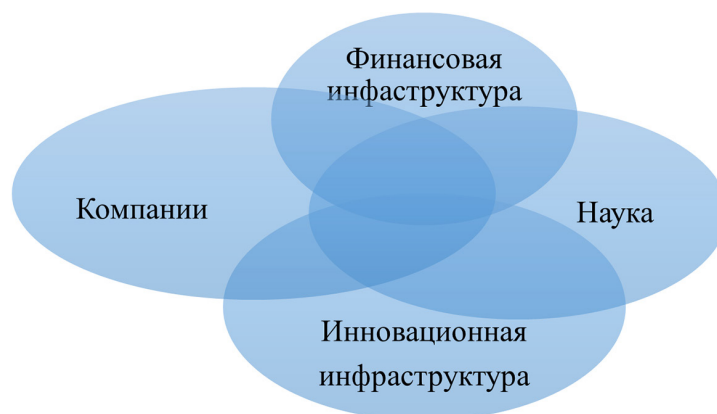 Финансовая
инфаструктура
Компании
Наука
Инновационная
инфраструктура